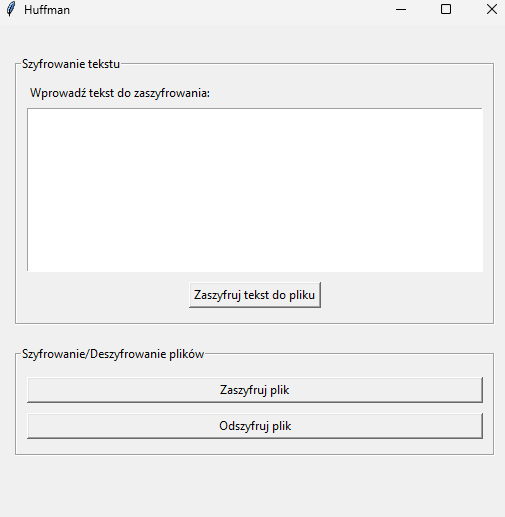 Huffman
Szyfrowanie tekstu
Wprowadź tekst do zaszyfrowania:
Zaszyfruj tekst do pliku
Szyfrowanie/Deszyfrowanie plików
Zaszyfruj plik
Odszyfruj plik